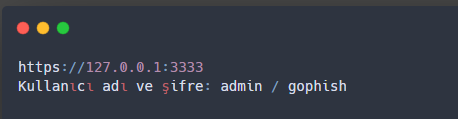 https://127.0.0.1:3333
Kullanıcı adı ve Şifre: admin / gophish